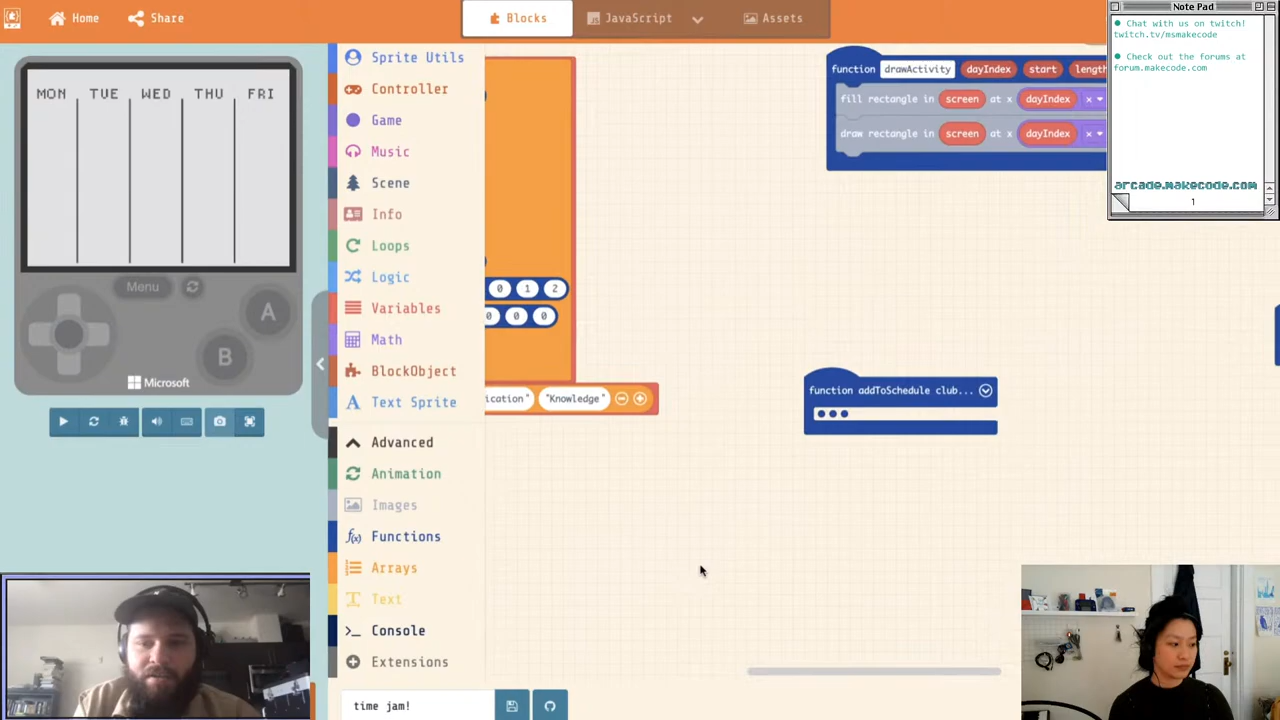 Home
Share
Blocks
JavaScript
Assets
Note Pad
● Chat with us on twitch!
twitch.tv/msmakecode
● Check out the forums at
forum.makecode.com
arcade.makecode.com
1
MON TUE WED THU FRI
Menu
A
B
Microsoft
Sprite Utils
Controller
Game
Music
Scene
Info
Loops
Logic
Variables
Math
BlockObject
Text Sprite
Advanced
Animation
Images
Functions
Arrays
Text
Console
Extensions
time jam!
0 1 2
0 0 0
ication" "Knowledge"
function drawActivity dayIndex start length
fill rectangle in screen at x dayIndex ×
draw rectangle in screen at x dayIndex ×
function addToSchedule club...